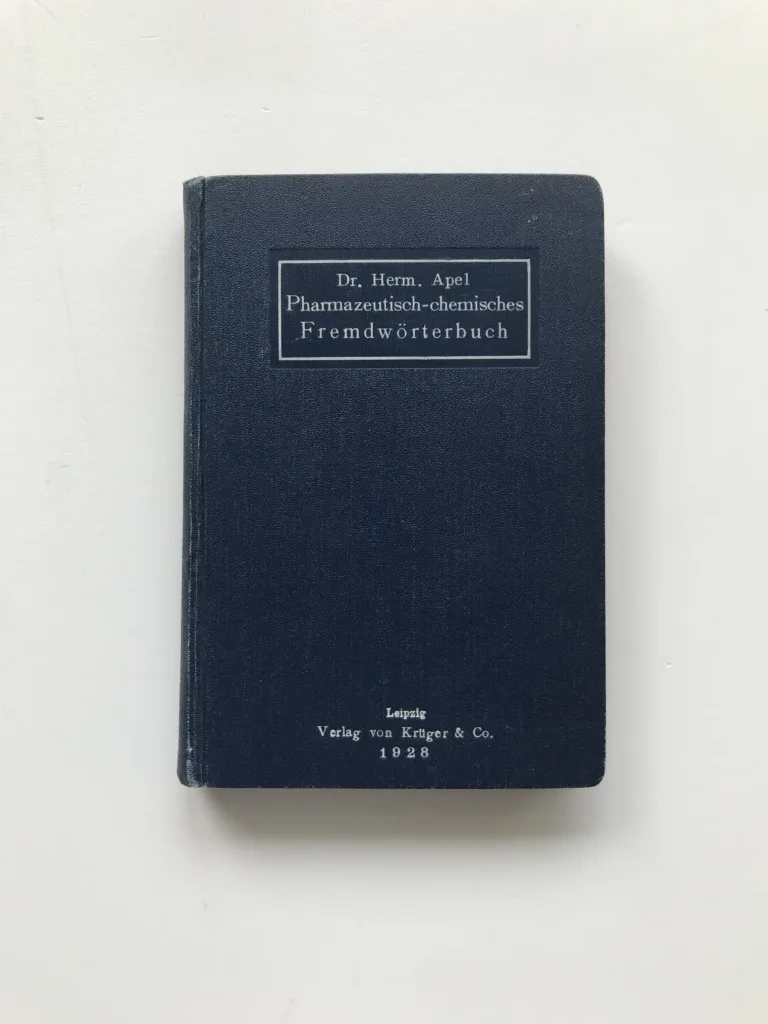 Dr. Herm. Apel
Pharmazeutisch-chemisches
Fremdwörterbuch
Leipzig
Verlag von Krüger & Co.
1928